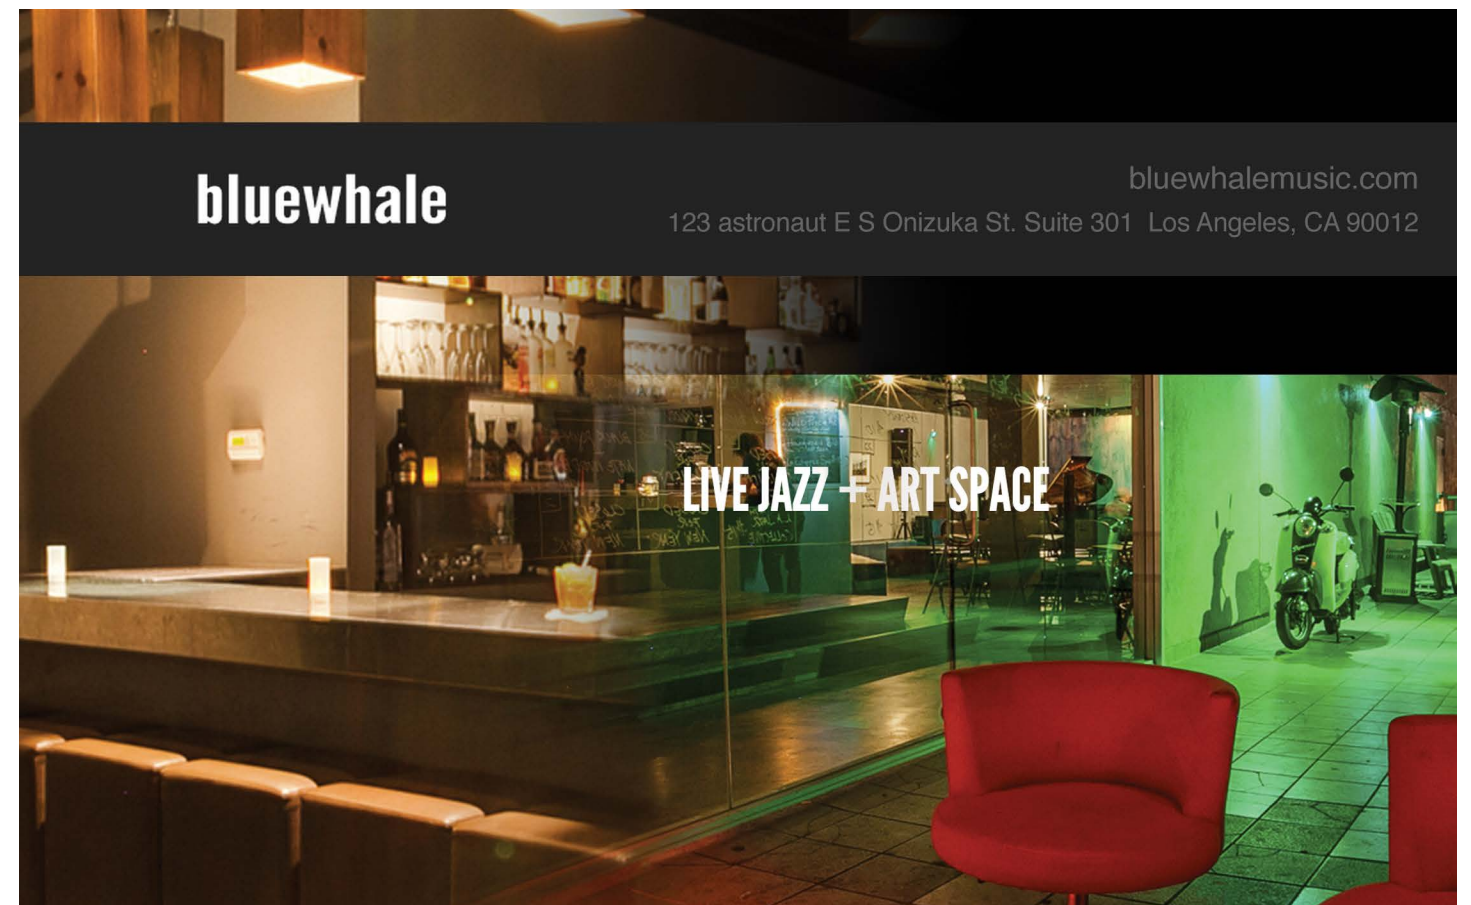 bluewhale
bluewhalemusic.com
123 astronaut E S Onizuka St. Suite 301 Los Angeles, CA 90012
LIVE JAZZ + ART SPACE